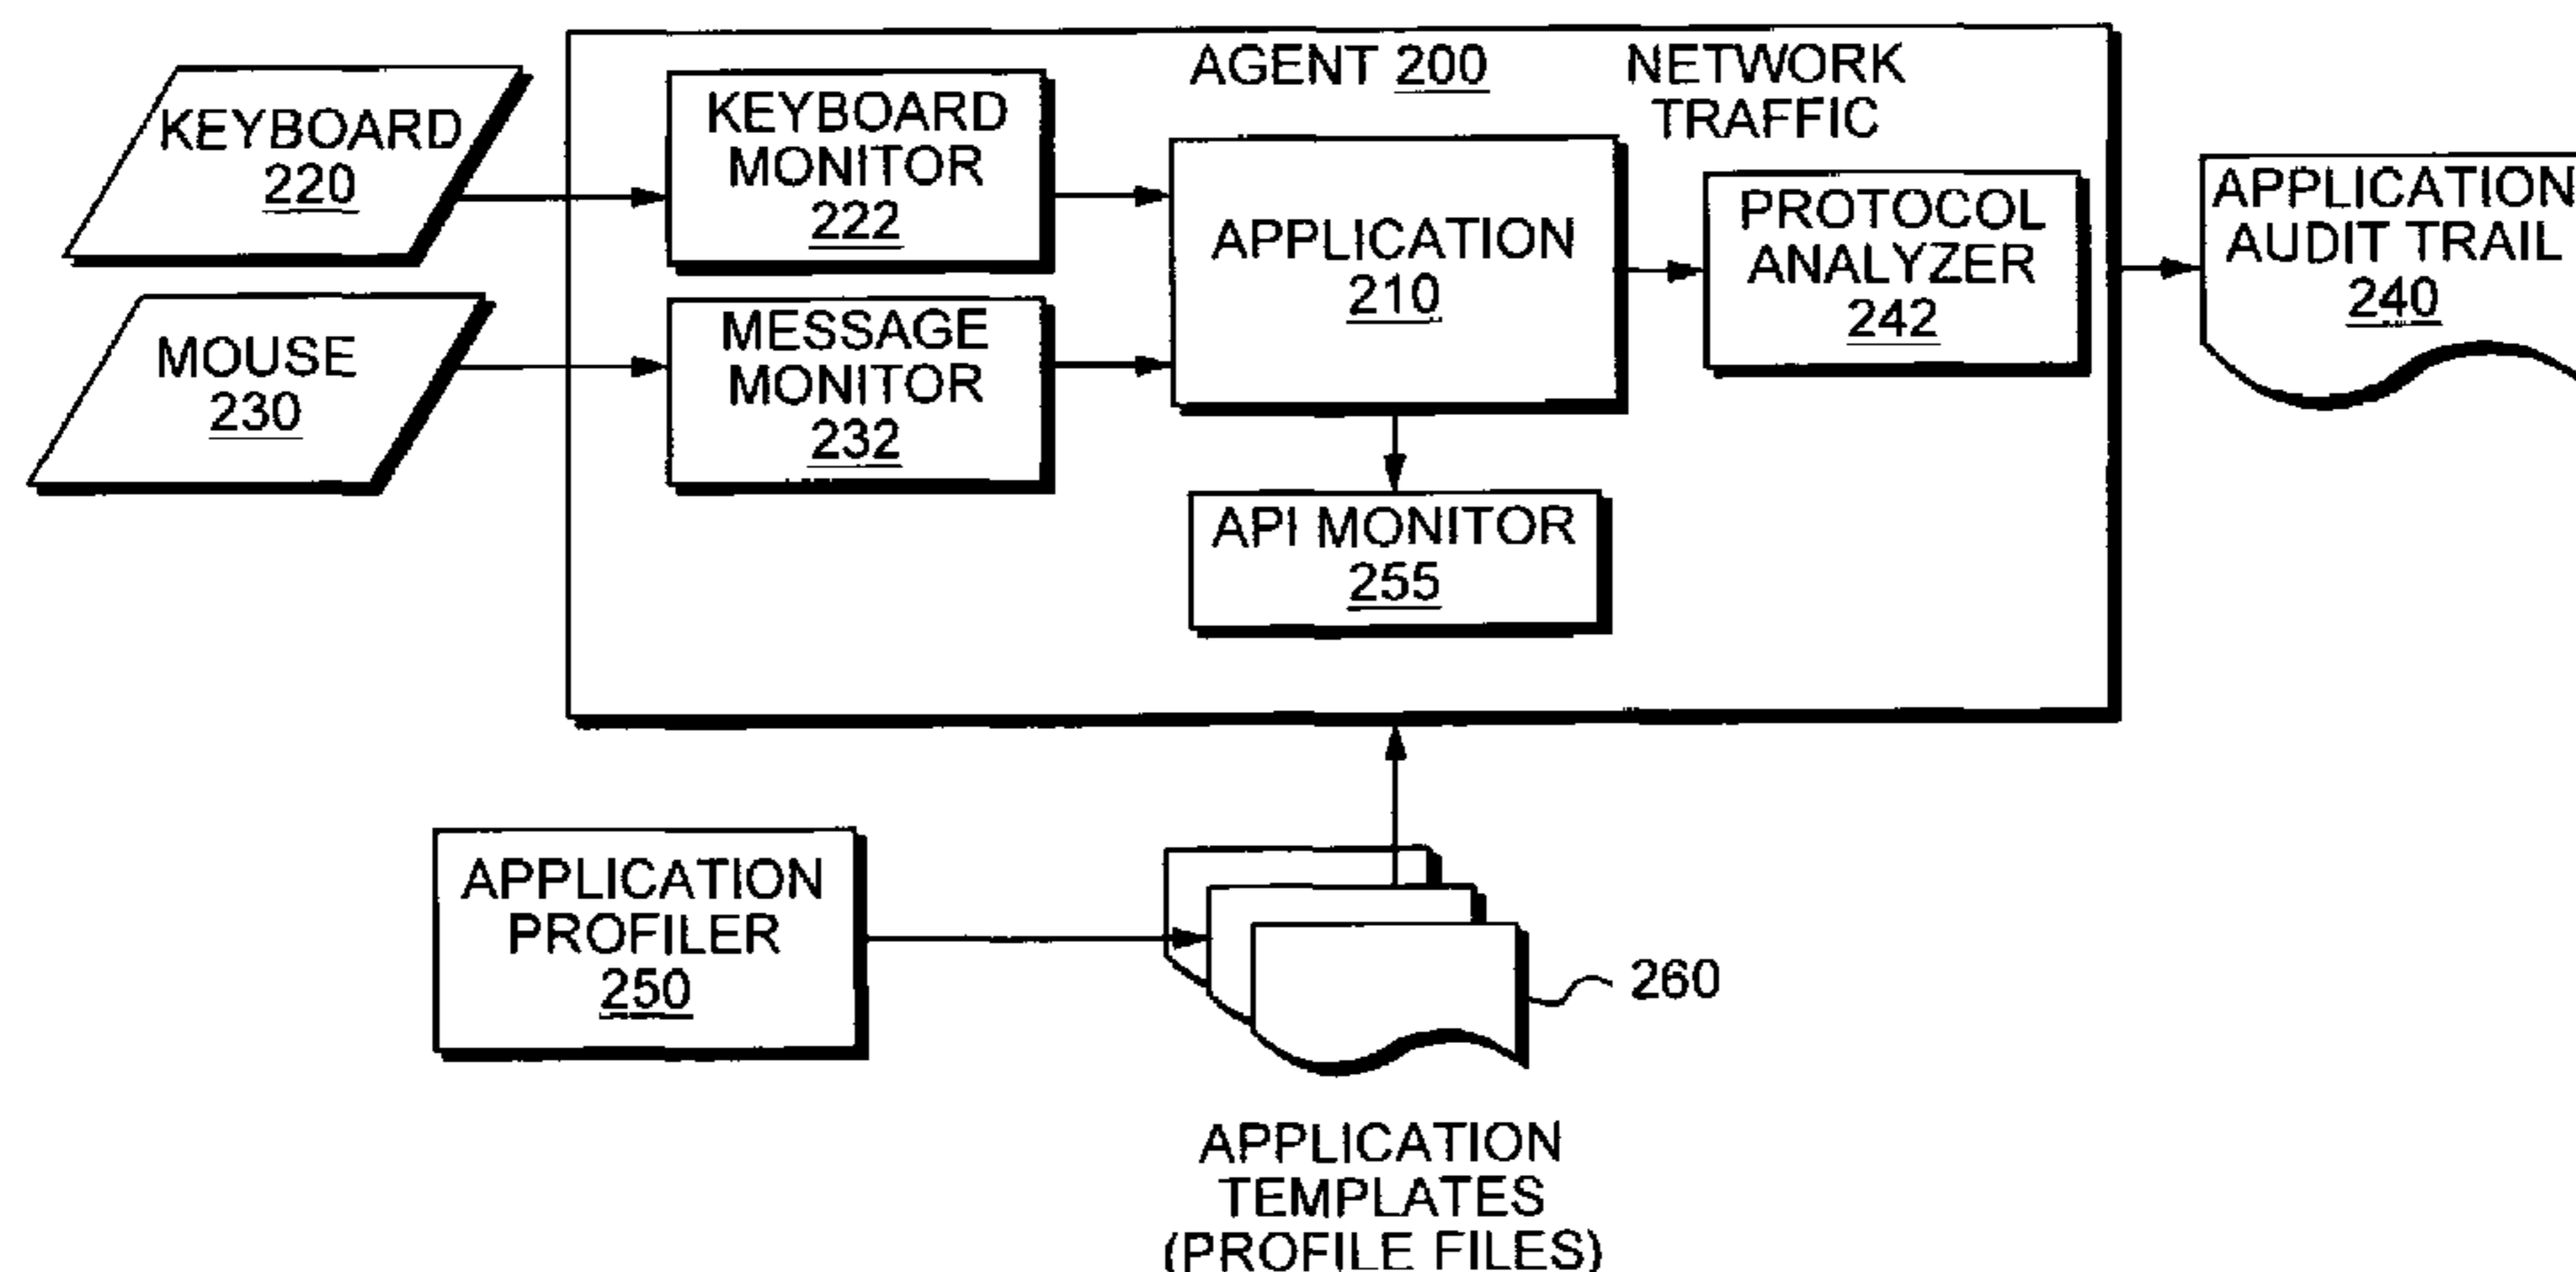 AGENT 200
NETWORK
TRAFFIC
KEYBOARD
220
KEYBOARD
MONITOR
222
APPLICATION
210
PROTOCOL
ANALYZER
242
APPLICATION
AUDIT TRAIL
240
MOUSE
230
MESSAGE
MONITOR
232
API MONITOR
255
APPLICATION
PROFILER
250
260
APPLICATION
TEMPLATES
(PROFILE FILES)